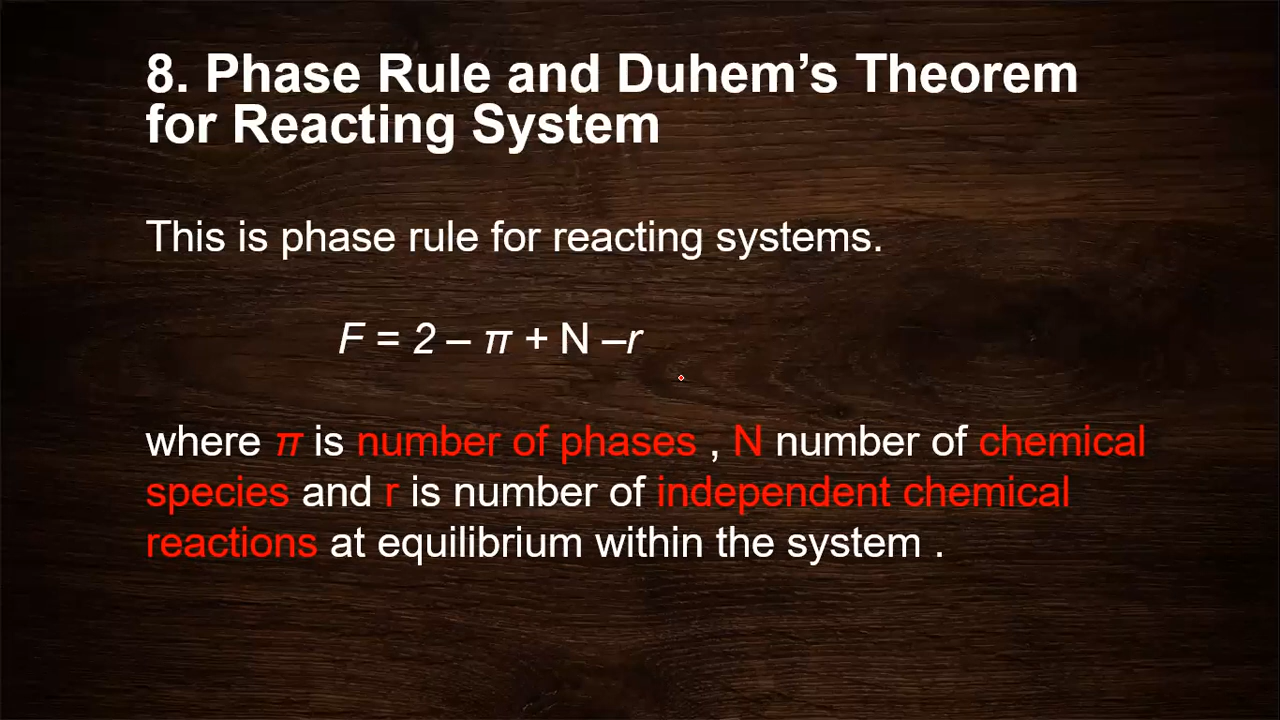 8. Phase Rule and Duhem’s Theorem
for Reacting System
This is phase rule for reacting systems.
F = 2 – π + N –r
where π is number of phases , N number of chemical
species and r is number of independent chemical
reactions at equilibrium within the system .